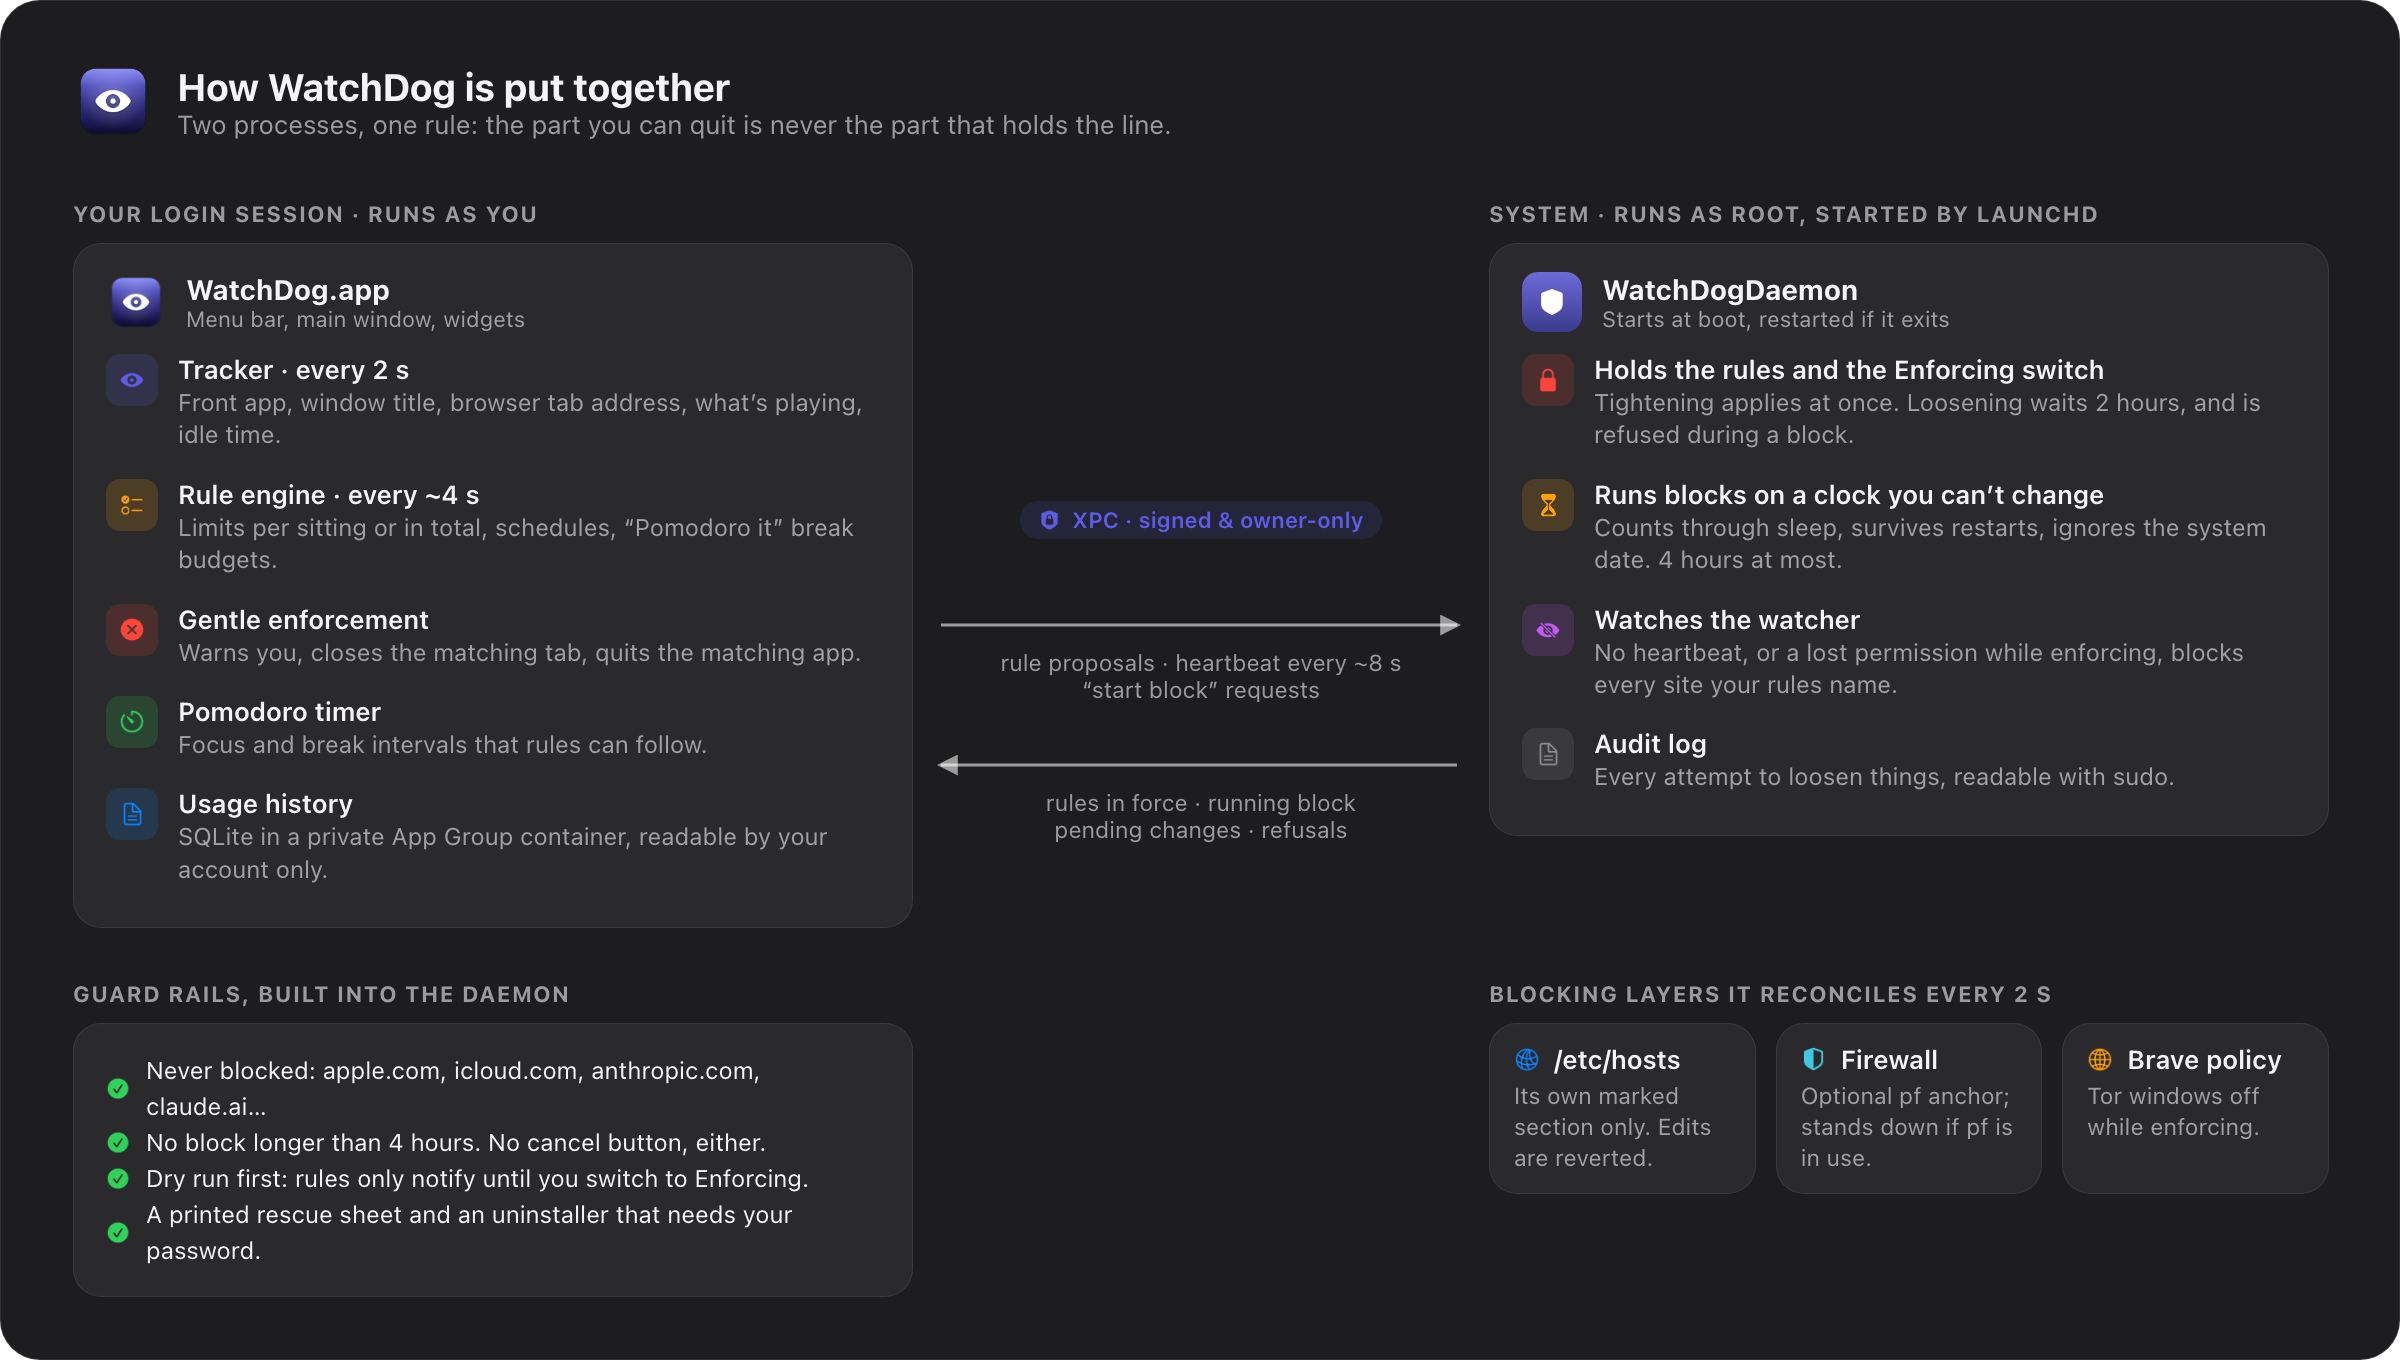 How WatchDog is put together
Two processes, one rule: the part you can quit is never the part that holds the line.
YOUR LOGIN SESSION · RUNS AS YOU
WatchDog.app
Menu bar, main window, widgets
Tracker · every 2 s
Front app, window title, browser tab address, what’s playing,
idle time.
Rule engine · every ~4 s
Limits per sitting or in total, schedules, “Pomodoro it” break
budgets.
Gentle enforcement
Warns you, closes the matching tab, quits the matching app.
Pomodoro timer
Focus and break intervals that rules can follow.
Usage history
SQLite in a private App Group container, readable by your
account only.
XPC · signed & owner-only
rule proposals · heartbeat every ~8 s
“start block” requests
rules in force · running block
pending changes · refusals
SYSTEM · RUNS AS ROOT, STARTED BY LAUNCHD
WatchDogDaemon
Starts at boot, restarted if it exits
Holds the rules and the Enforcing switch
Tightening applies at once. Loosening waits 2 hours, and is
refused during a block.
Runs blocks on a clock you can’t change
Counts through sleep, survives restarts, ignores the system
date. 4 hours at most.
Watches the watcher
No heartbeat, or a lost permission while enforcing, blocks
every site your rules name.
Audit log
Every attempt to loosen things, readable with sudo.
GUARD RAILS, BUILT INTO THE DAEMON
Never blocked: apple.com, icloud.com, anthropic.com,
claude.ai…
No block longer than 4 hours. No cancel button, either.
Dry run first: rules only notify until you switch to Enforcing.
A printed rescue sheet and an uninstaller that needs your
password.
BLOCKING LAYERS IT RECONCILES EVERY 2 S
/etc/hosts
Its own marked
section only. Edits
are reverted.
Firewall
Optional pf anchor;
stands down if pf is
in use.
Brave policy
Tor windows off
while enforcing.